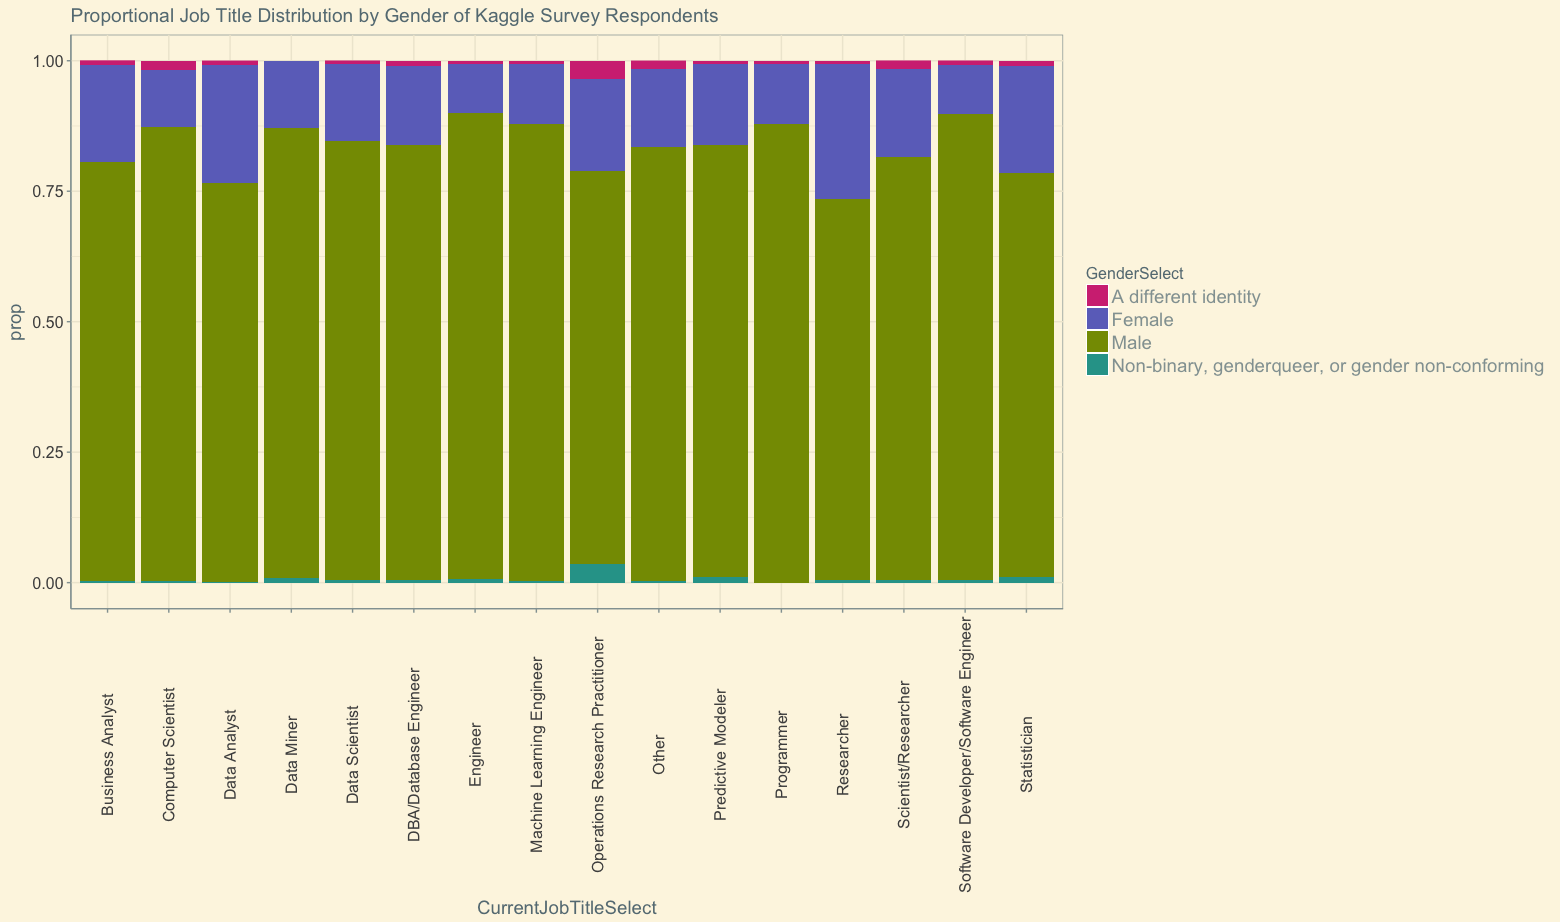 Proportional Job Title Distribution by Gender of Kaggle Survey Respondents
1.00
0.75
0.50
0.25
0.00
prop
Business Analyst
Computer Scientist
Data Analyst
Data Miner
Data Scientist
DBA/Database Engineer
Engineer
Machine Learning Engineer
Operations Research Practitioner
Other
Predictive Modeler
Programmer
Researcher
Scientist/Researcher
Software Developer/Software Engineer
Statistician
CurrentJobTitleSelect
GenderSelect
A different identity
Female
Male
Non-binary, genderqueer, or gender non-conforming